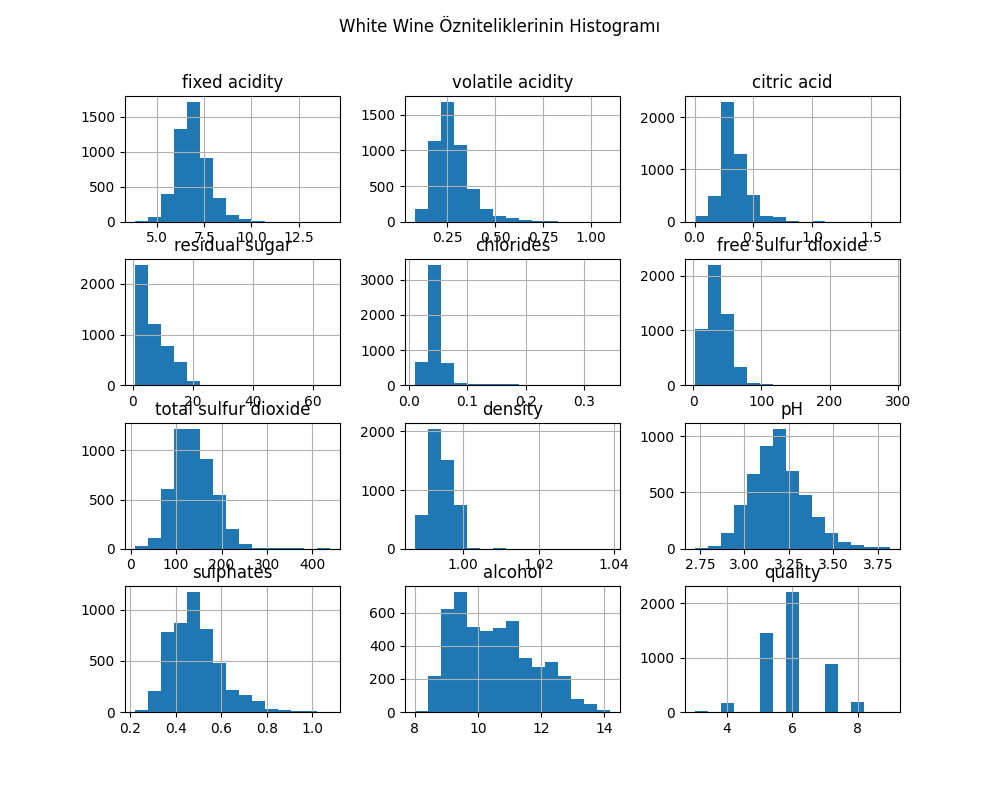 White Wine Özniteliklerinin Histogramı
fixed acidity
volatile acidity
citric acid
1500
1000
500
0
5.0 7.5 10.0 12.5
1500
1000
500
0
0.25 0.50 0.75 1.00
2000
1000
0
0.0 0.5 1.0 1.5
residual sugar
chlorides
free sulfur dioxide
2000
1000
0
0 20 40 60
3000
2000
1000
0
0.0 0.1 0.2 0.3
2000
1000
0
0 100 200 300
total sulfur dioxide
density
pH
1000
500
0
0 100 200 300 400
2000
1000
0
1.00 1.02 1.04
1000
500
0
2.75 3.00 3.25 3.50 3.75
sulphates
alcohol
quality
1000
500
0
0.2 0.4 0.6 0.8 1.0
600
400
200
0
8 10 12 14
2000
1000
0
4 6 8